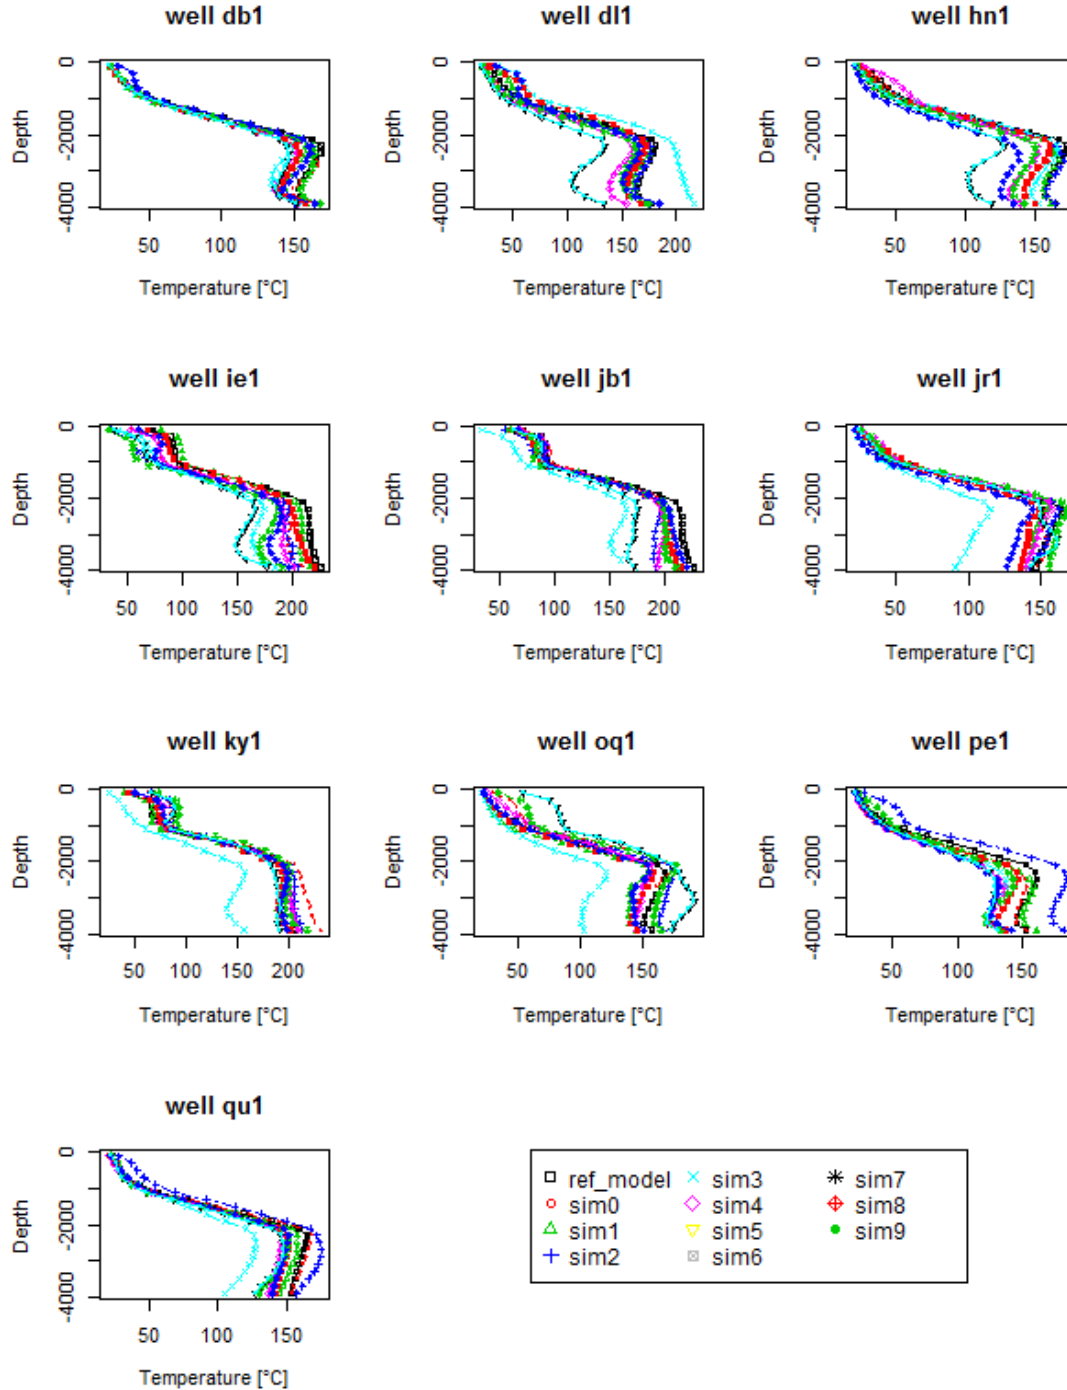 well db1 well dl1 well hn1
0 0 0
Depth Depth Depth
-2000 -2000 -2000
-4000 -4000 -4000
50 100 150 50 100 150 200 50 100 150
Temperature [°C] Temperature [°C] Temperature [°C]
well ie1 well jb1 well jr1
0 0 0
Depth Depth Depth
-2000 -2000 -2000
-4000 -4000 -4000
50 100 150 200 50 100 150 200 50 100 150
Temperature [°C] Temperature [°C] Temperature [°C]
well ky1 well oq1 well pe1
0 0 0
Depth Depth Depth
-2000 -2000 -2000
-4000 -4000 -4000
50 100 150 200 50 100 150 50 100 150
Temperature [°C] Temperature [°C] Temperature [°C]
well qu1
0
Depth
-2000
-4000
50 100 150
Temperature [°C]
ref_model sim3 sim7
sim0 sim4 sim8
sim1 sim5 sim9
sim2 sim6